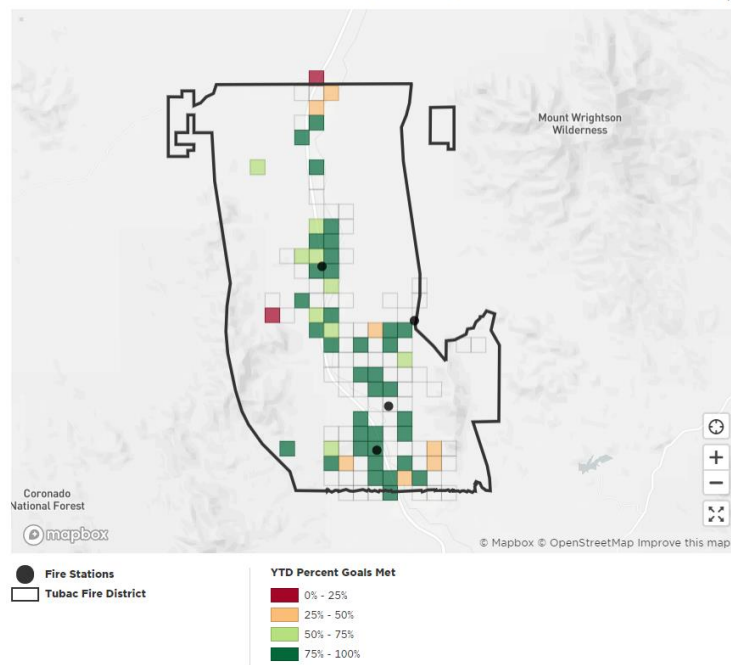 Mount Wrightson
Wilderness
Coronado
National Forest
mapbox
© Mapbox © OpenStreetMap Improve this map
Fire Stations
Tubac Fire District
YTD Percent Goals Met
0% - 25%
25% - 50%
50% - 75%
75% - 100%